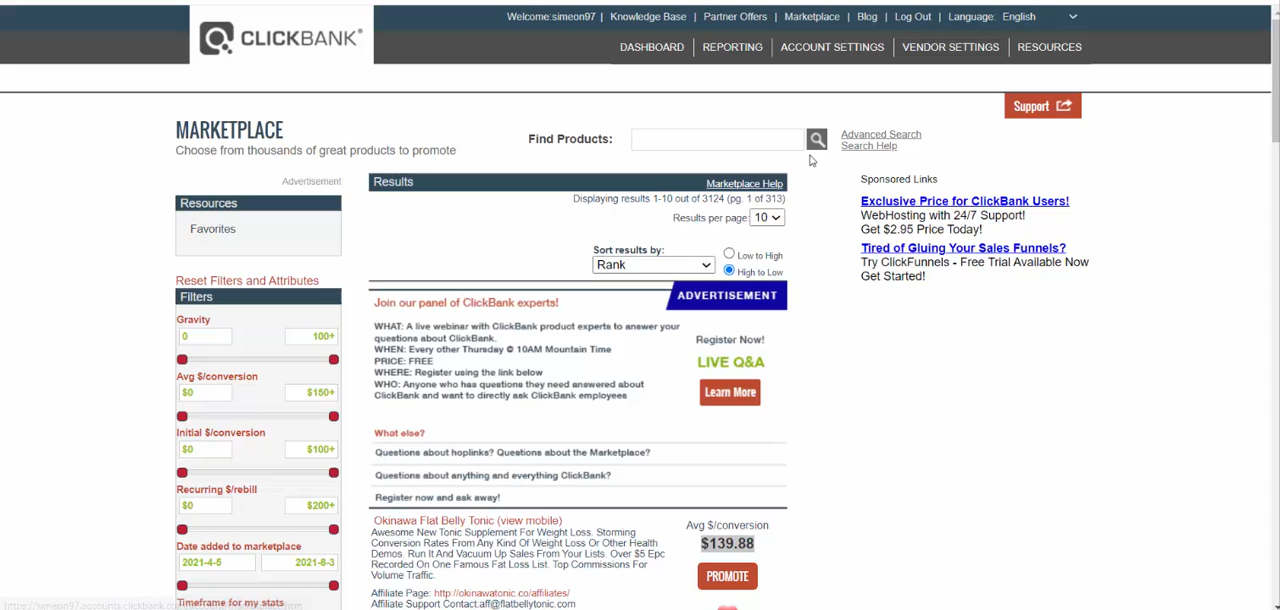 Welcome:simeon97 | Knowledge Base | Partner Offers | Marketplace | Blog | Log Out | Language: English
CLICKBANK®
DASHBOARD | REPORTING | ACCOUNT SETTINGS | VENDOR SETTINGS | RESOURCES
Support
MARKETPLACE
Choose from thousands of great products to promote
Find Products:
Advanced Search
Search Help
Advertisement
Resources
Favorites
Reset Filters and Attributes
Filters
Gravity
0 100+
Avg $/conversion
$0 $150+
Initial $/conversion
$0 $100+
Recurring $/rebill
$0 $200+
Date added to marketplace
2021-4-5 2021-8-3
Timeframe for my stats
Results
Marketplace Help
Displaying results 1-10 out of 3124 (pg. 1 of 313)
Results per page: 10
Sort results by:
Rank
Low to High
High to Low
ADVERTISEMENT
Join our panel of ClickBank experts!
WHAT: A live webinar with ClickBank product experts to answer your
questions about ClickBank.
WHEN: Every other Thursday @ 10AM Mountain Time
PRICE: FREE
WHERE: Register using the link below
WHO: Anyone who has questions they need answered about
ClickBank and want to directly ask ClickBank employees
Register Now!
LIVE Q&A
Learn More
What else?
Questions about hoplinks? Questions about the Marketplace?
Questions about anything and everything ClickBank?
Register now and ask away!
Okinawa Flat Belly Tonic (view mobile)
Awesome New Tonic Supplement For Weight Loss. Storming
Conversion Rates From Any Kind Of Weight Loss Or Other Health
Demos. Run It And Vacuum Up Sales From Your Lists. Over $5 Epc
Recorded On One Famous Fat Loss List. Top Commissions For
Volume Traffic.
Affiliate Page: http://okinawatonic.co/affiliates/
Affiliate Support Contact:aff@flatbellytonic.com
Avg $/conversion
$139.88
PROMOTE
Sponsored Links
Exclusive Price for ClickBank Users!
WebHosting with 24/7 Support!
Get $2.95 Price Today!
Tired of Gluing Your Sales Funnels?
Try ClickFunnels - Free Trial Available Now
Get Started!